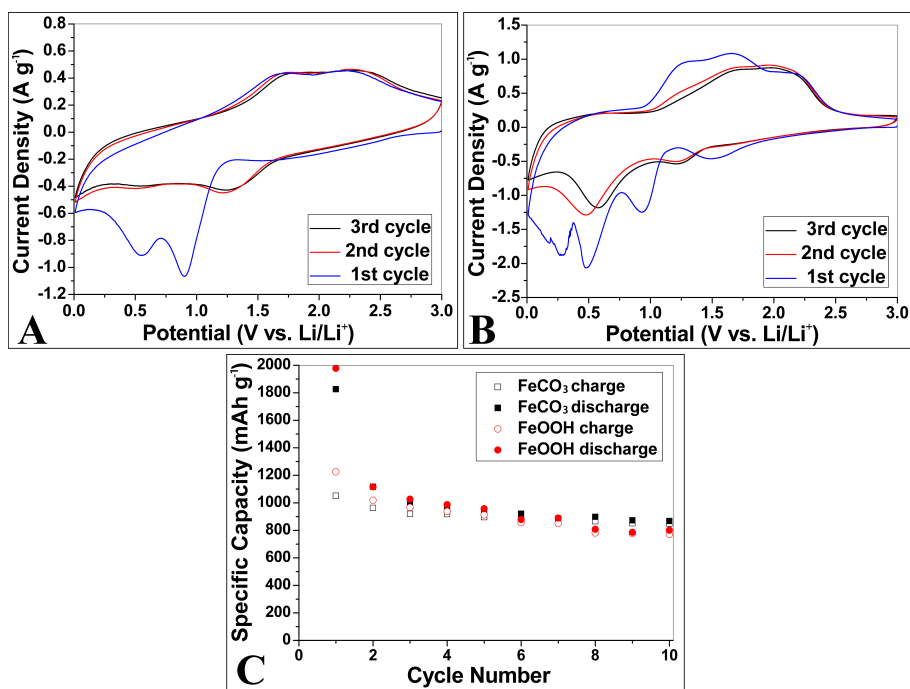 Current Density (A g⁻¹)
0.8
0.4
0.0
-0.2
-0.4
-0.6
-0.8
-1.0
-1.2
0.0 0.5 1.0 1.5 2.0 2.5 3.0
3rd cycle
2nd cycle
1st cycle
A
Potential (V vs. Li/Li⁺)
Current Density (A g⁻¹)
1.5
1.0
0.5
0.0
-0.5
-1.0
-1.5
-2.0
-2.5
0.0 0.5 1.0 1.5 2.0 2.5 3.0
3rd cycle
2nd cycle
1st cycle
B
Potential (V vs. Li/Li⁺)
Specific Capacity (mAh g⁻¹)
2000
1800
1600
1400
1200
1000
800
600
400
200
0
0 2 4 6 8 10
FeCO₃ charge
FeCO₃ discharge
FeOOH charge
FeOOH discharge
C
Cycle Number